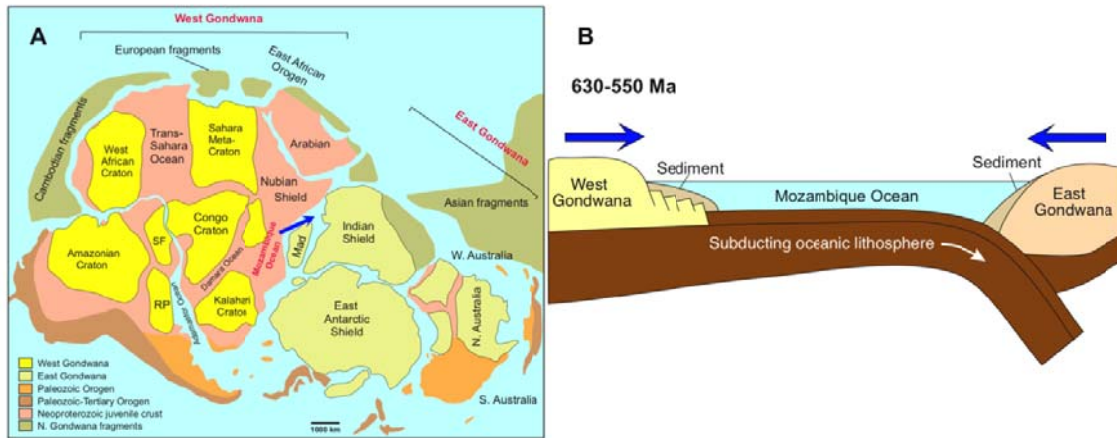 A
West Gondwana
European fragments
East African
Orogen
Cambodian fragments
West
African
Craton
Trans-
Sahara
Ocean
Sahara
Meta-
Craton
Arabian
Nubian
Shield
East Gondwana
Asian fragments
Amazonian
Craton
SF
Congo
Craton
Mozambique
Ocean
Damara Ocean
Mad
Indian
Shield
W. Australia
RP
Adamastor Ocean
Kalahari
Craton
East
Antarctic
Shield
N. Australia
S. Australia
West Gondwana
East Gondwana
Paleozoic Orogen
Paleozoic-Tertiary Orogen
Neoproterozoic juvenile crust
N. Gondwana fragments
1000 km
B
630-550 Ma
West
Gondwana
Sediment
Mozambique Ocean
Sediment
East
Gondwana
Subducting oceanic lithosphere